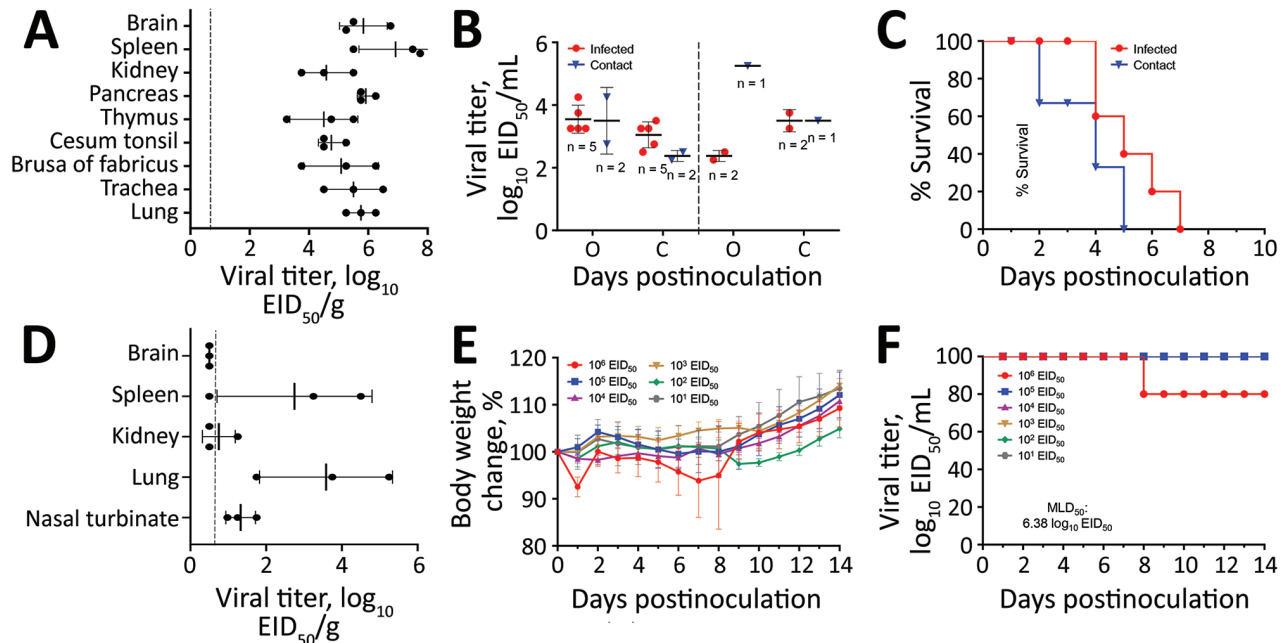 A
Brain
Spleen
Kidney
Pancreas
Thymus
Cesum tonsil
Brusa of fabricus
Trachea
Lung
0 2 4 6 8
Viral titer, log10
EID50/g
B
Viral titer,
log10 EID50/mL
6
4
2
0
Infected
Contact
n = 5
n = 2
n = 5
n = 2
n = 2
n = 1
n = 2
n = 1
O C O C
Days postinoculation
C
% Survival
100
80
60
40
20
0
Infected
Contact
% Survival
0 2 4 6 8 10
Days postinoculation
D
Brain
Spleen
Kidney
Lung
Nasal turbinate
0 2 4 6
Viral titer, log10
EID50/g
E
Body weight
change, %
120
110
100
90
80
10⁶ EID50
10⁵ EID50
10⁴ EID50
10³ EID50
10² EID50
10¹ EID50
0 2 4 6 8 10 12 14
Days postinoculation
F
Viral titer,
log10 EID50/mL
100
80
60
40
20
0
10⁶ EID50
10⁵ EID50
10⁴ EID50
10³ EID50
10² EID50
10¹ EID50
MLD50:
6.38 log10 EID50
0 2 4 6 8 10 12 14
Days postinoculation